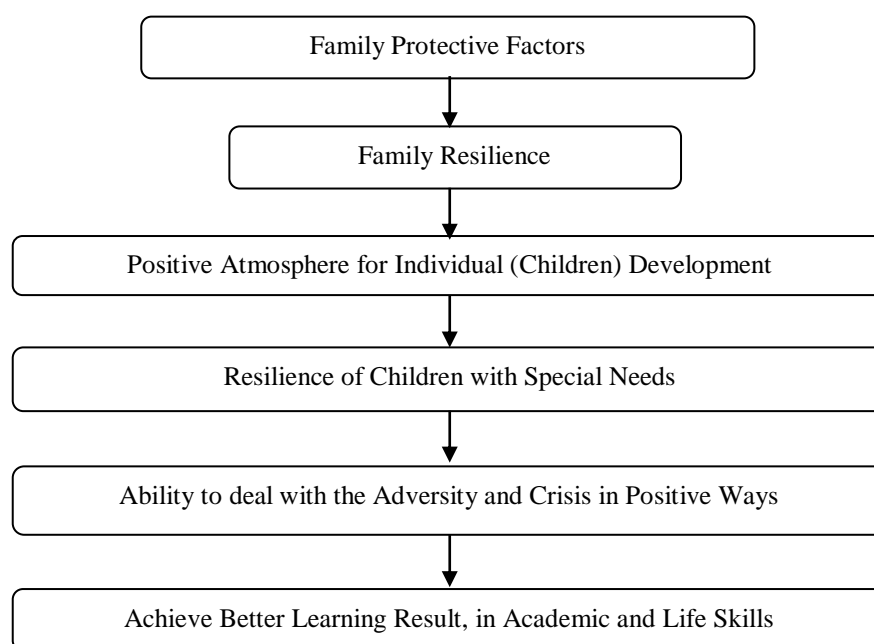 Family Protective Factors
Family Resilience
Positive Atmosphere for Individual (Children) Development
Resilience of Children with Special Needs
Ability to deal with the Adversity and Crisis in Positive Ways
Achieve Better Learning Result, in Academic and Life Skills